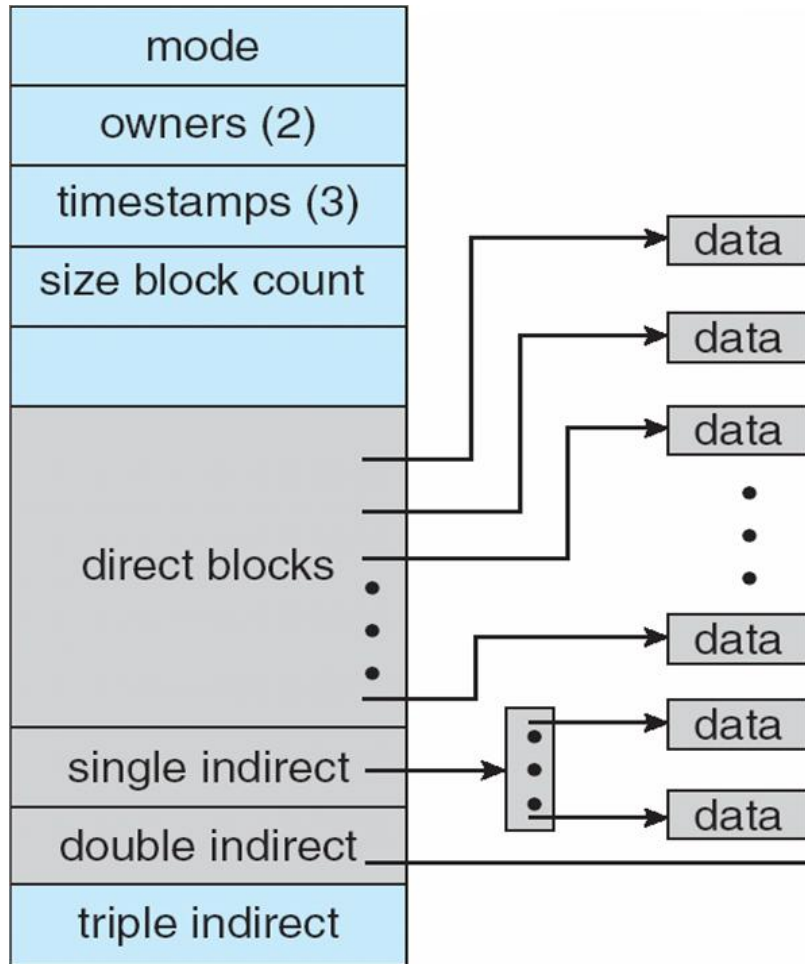 mode
owners (2)
timestamps (3)
size block count
direct blocks
single indirect
double indirect
triple indirect
data
data
data
data
data
data